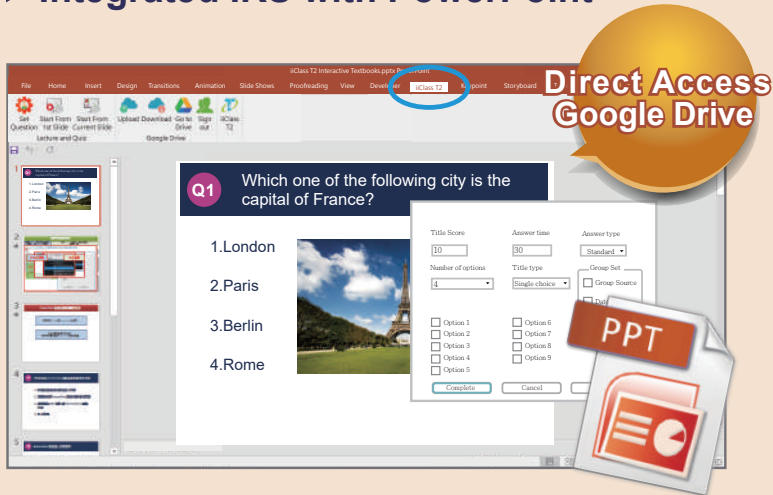 Integrated IRS with PowerPoint
Direct Access
Google Drive
iiClass T2 Interactive Textbooks.pptx
File Home Insert Design Transitions Animation Slide Shows Proofreading View Developer iiClass T2 Storyboard
Set Question
Start From 1st Slide
Start From Current Slide
Upload
Download
Go to Drive
Sign out
iiClass T2
Lecture and Quiz
Google Drive
1
2
3
4
5
Q1
Which one of the following city is the
capital of France?
1.London
2.Paris
3.Berlin
4.Rome
Title Score
Answer time
Answer type
10
30
Standard
Number of options
Title type
Group Set
4
Single choice
Group Source
Option 1
Option 6
Option 2
Option 7
Option 3
Option 8
Option 4
Option 9
Option 5
Complete
Cancel
PPT